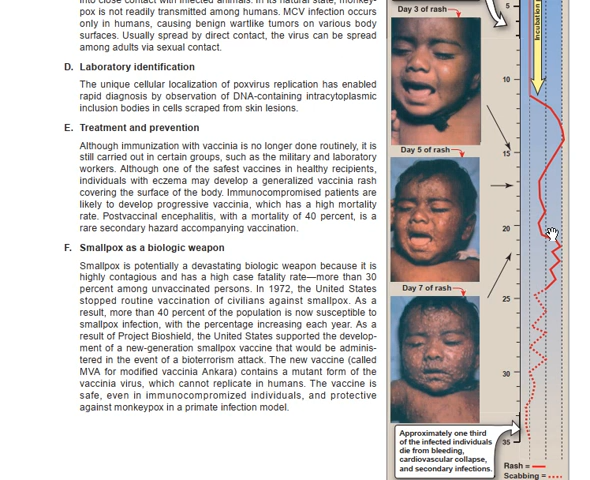 into close contact with infected animals. In its natural state, monkey-
pox is not readily transmitted among humans. MCV infection occurs
only in humans, causing benign wartlike tumors on various body
surfaces. Usually spread by direct contact, the virus can be spread
among adults via sexual contact.
D. Laboratory identification
The unique cellular localization of poxvirus replication has enabled
rapid diagnosis by observation of DNA-containing intracytoplasmic
inclusion bodies in cells scraped from skin lesions.
E. Treatment and prevention
Although immunization with vaccinia is no longer done routinely, it is
still carried out in certain groups, such as the military and laboratory
workers. Although one of the safest vaccines in healthy recipients,
individuals with eczema may develop a generalized vaccinia rash
covering the surface of the body. Immunocompromised patients are
likely to develop progressive vaccinia, which has a high mortality
rate. Postvaccinal encephalitis, with a mortality of 40 percent, is a
rare secondary hazard accompanying vaccination.
F. Smallpox as a biologic weapon
Smallpox is potentially a devastating biologic weapon because it is
highly contagious and has a high case fatality rate—more than 30
percent among unvaccinated persons. In 1972, the United States
stopped routine vaccination of civilians against smallpox. As a
result, more than 40 percent of the population is now susceptible to
smallpox infection, with the percentage increasing each year. As a
result of Project Bioshield, the United States supported the develop-
ment of a new-generation smallpox vaccine that would be adminis-
tered in the event of a bioterrorism attack. The new vaccine (called
MVA for modified vaccinia Ankara) contains a mutant form of the
vaccinia virus, which cannot replicate in humans. The vaccine is
safe, even in immunocompromised individuals, and protective
against monkeypox in a primate infection model.
Day 3 of rash
Day 5 of rash
Day 7 of rash
Approximately one third
of the infected individuals
die from bleeding,
cardiovascular collapse,
and secondary infections.
Incubation
5
10
15
20
25
30
35
Rash =
Scabbing =